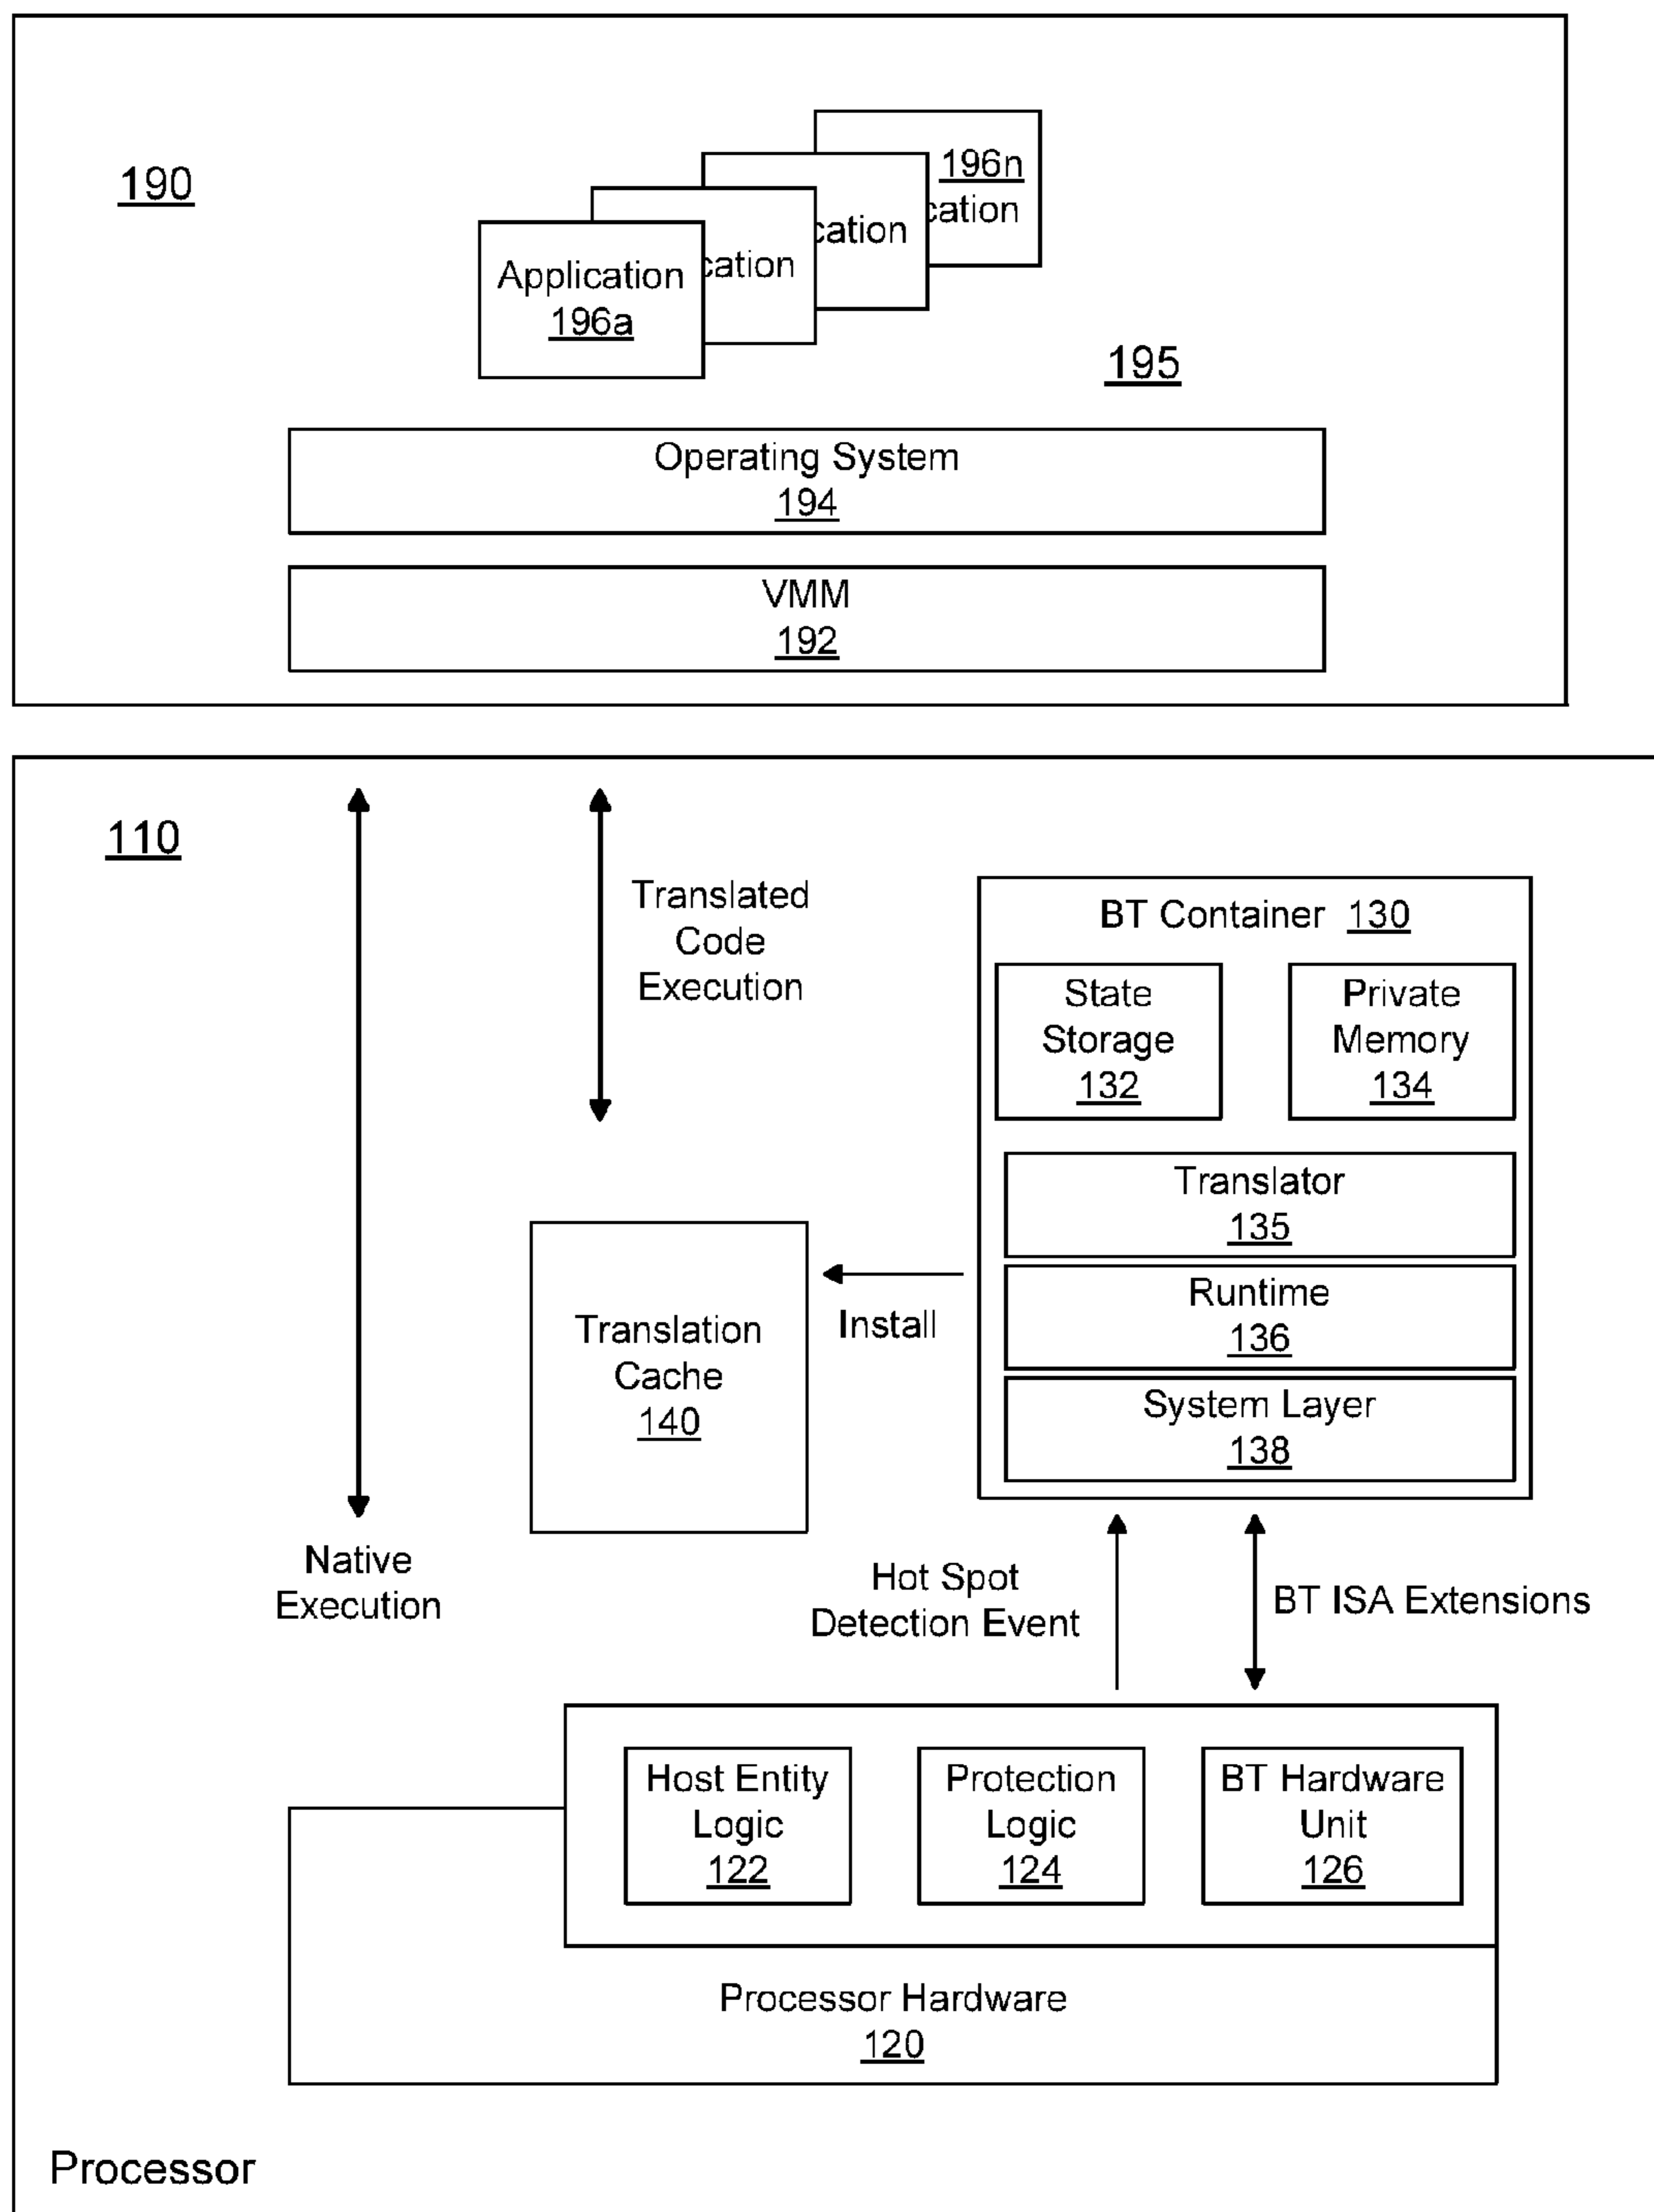 190
196n
cation
cation
cation
Application
196a
195
Operating System
194
VMM
192
110
Translated
Code
Execution
BT Container 130
State
Storage
132
Private
Memory
134
Translator
135
Runtime
136
System Layer
138
Install
Translation
Cache
140
Native
Execution
Hot Spot
Detection Event
BT ISA Extensions
Host Entity
Logic
122
Protection
Logic
124
BT Hardware
Unit
126
Processor Hardware
120
Processor